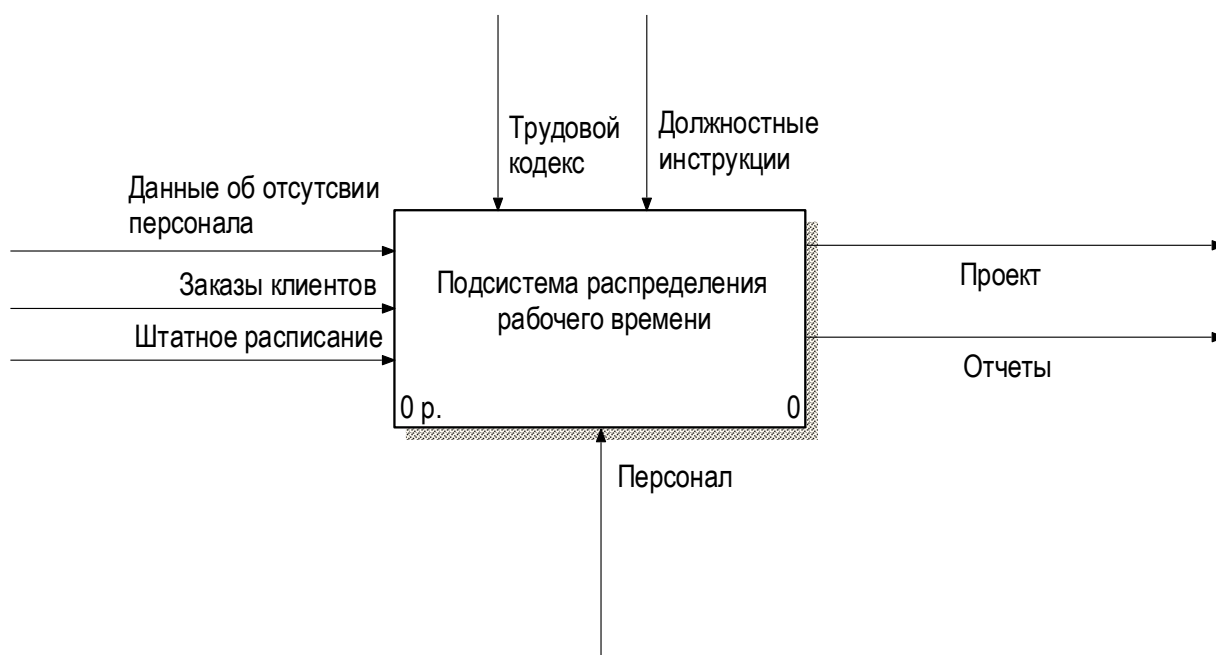 Трудовой
кодекс
Должностные
инструкции
Данные об отсутсвии
персонала
Заказы клиентов
Штатное расписание
Подсистема распределения
рабочего времени
0 р.
0
Проект
Отчеты
Персонал